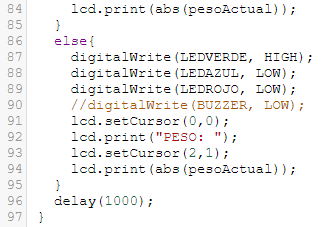 84 lcd.print(abs(pesoActual));
85 }
86 else{
87 digitalWrite(LEDVERDE, HIGH);
88 digitalWrite(LEDAZUL, LOW);
89 digitalWrite(LEDROJO, LOW);
90 //digitalWrite(BUZZER, LOW);
91 lcd.setCursor(0,0);
92 lcd.print("PESO: ");
93 lcd.setCursor(2,1);
94 lcd.print(abs(pesoActual));
95 }
96 delay(1000);
97 }